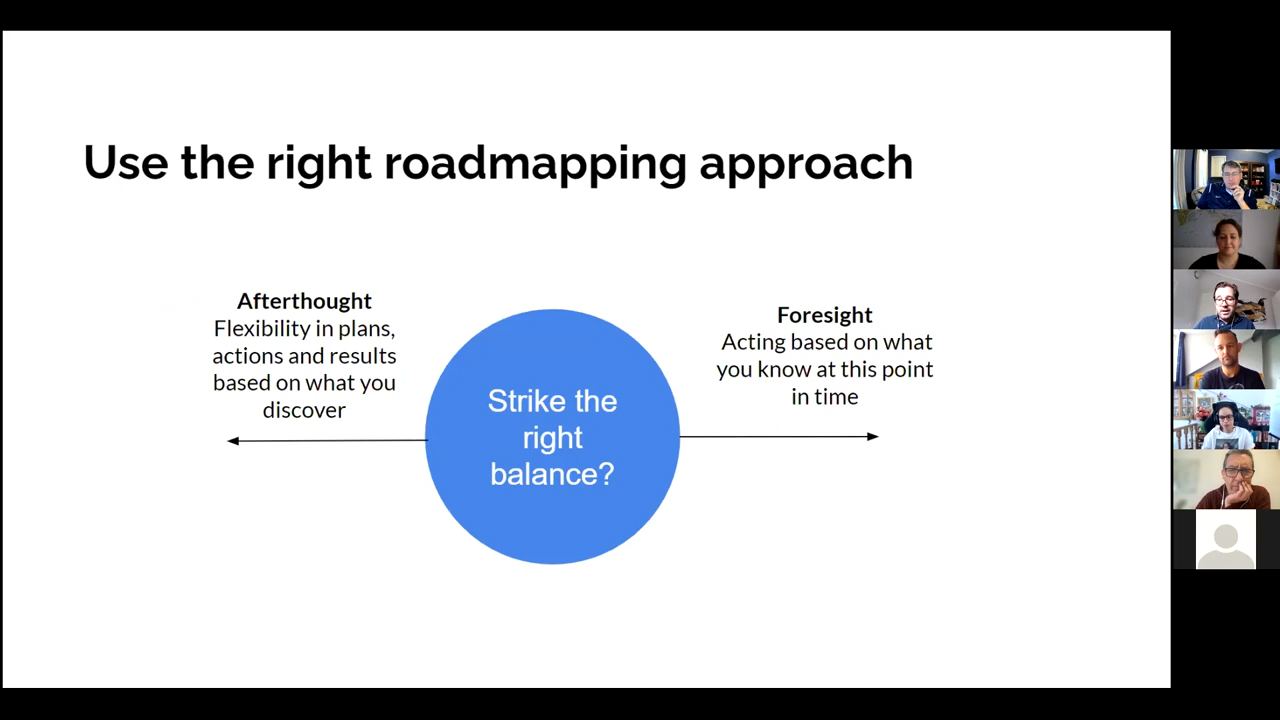 Use the right roadmapping approach
Afterthought
Flexibility in plans,
actions and results
based on what you
discover
Strike the
right
balance?
Foresight
Acting based on what
you know at this point
in time